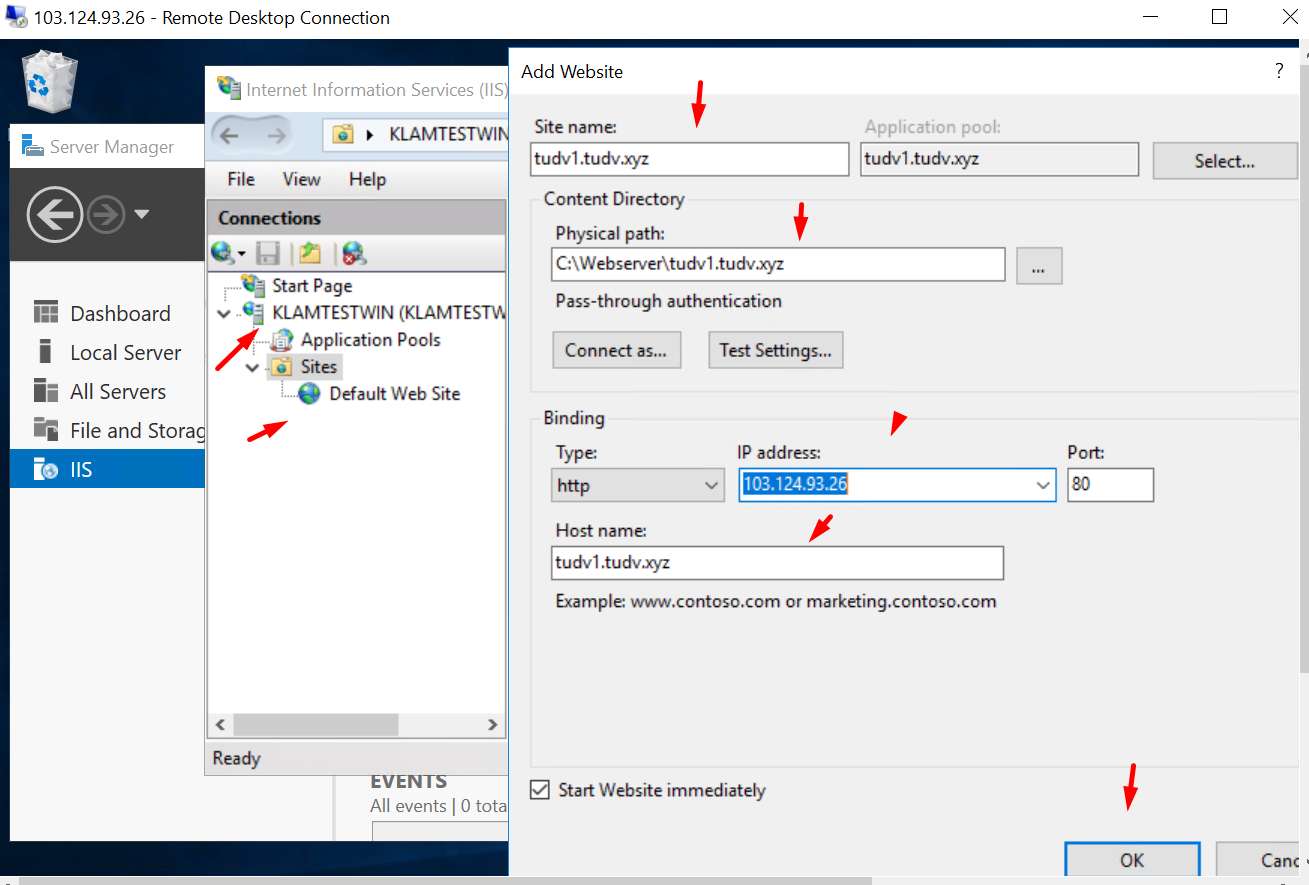 103.124.93.26 - Remote Desktop Connection
Server Manager
Dashboard
Local Server
All Servers
File and Storag
IIS
Internet Information Services (IIS)
KLAMTESTWIN
File View Help
Connections
Start Page
KLAMTESTWIN (KLAMTESTW
Application Pools
Sites
Default Web Site
Ready
EVENTS
All events | 0 tota
Add Website
?
Site name: Application pool:
tudv1.tudv.xyz tudv1.tudv.xyz Select...
Content Directory
Physical path:
C:\Webserver\tudv1.tudv.xyz ...
Pass-through authentication
Connect as... Test Settings...
Binding
Type: IP address: Port:
http 103.124.93.26 80
Host name:
tudv1.tudv.xyz
Example: www.contoso.com or marketing.contoso.com
Start Website immediately
OK Canc